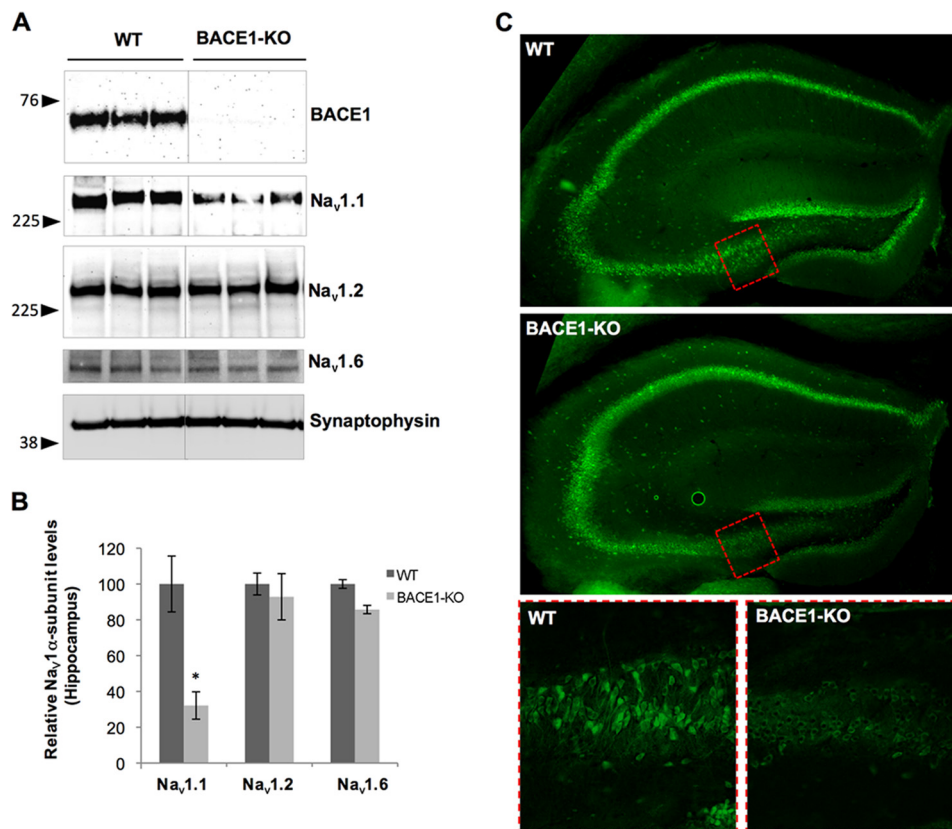 A
WT BACE1-KO
76 BACE1
Naᵥ1.1
225
Naᵥ1.2
225
Naᵥ1.6
Synaptophysin
38
B
Relative Naᵥ1 α-subunit levels
(Hippocampus)
140
120
100
80
60
40
20
0
*
WT
BACE1-KO
Naᵥ1.1 Naᵥ1.2 Naᵥ1.6
C
WT
BACE1-KO
WT BACE1-KO